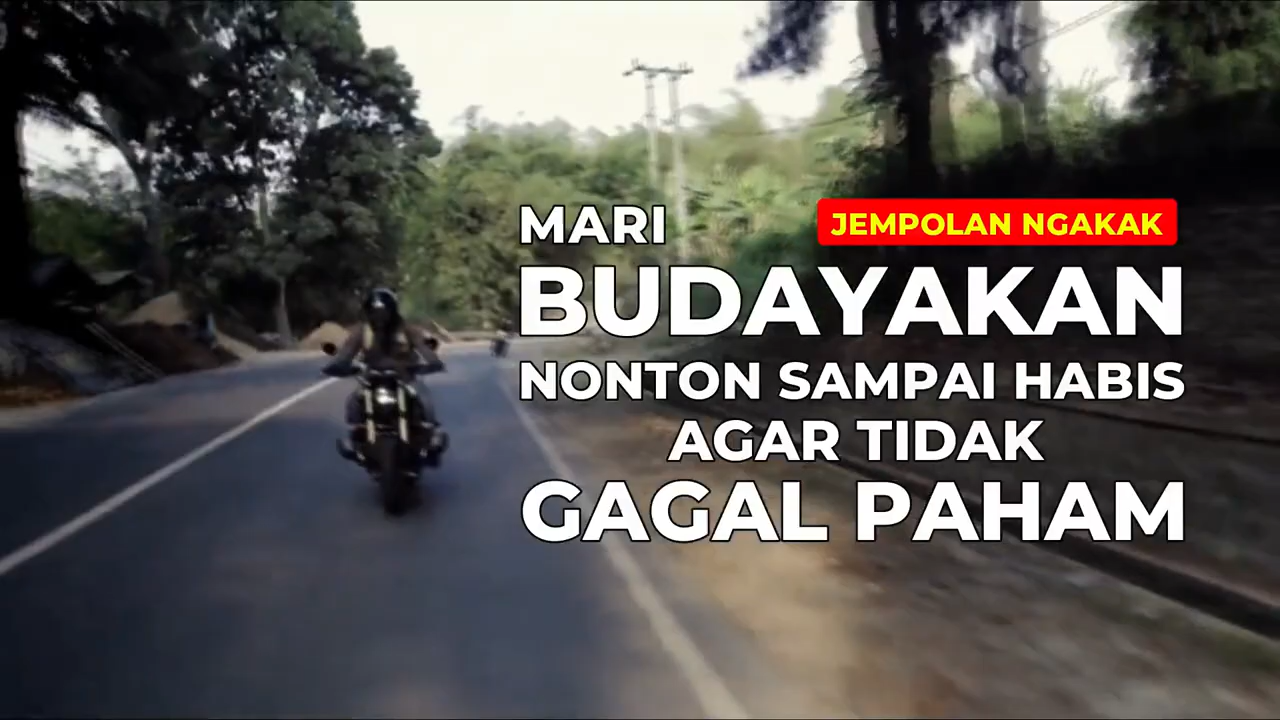 MARI
JEMPOLAN NGAKAK
BUDAYAKAN
NONTON SAMPAI HABIS
AGAR TIDAK
GAGAL PAHAM